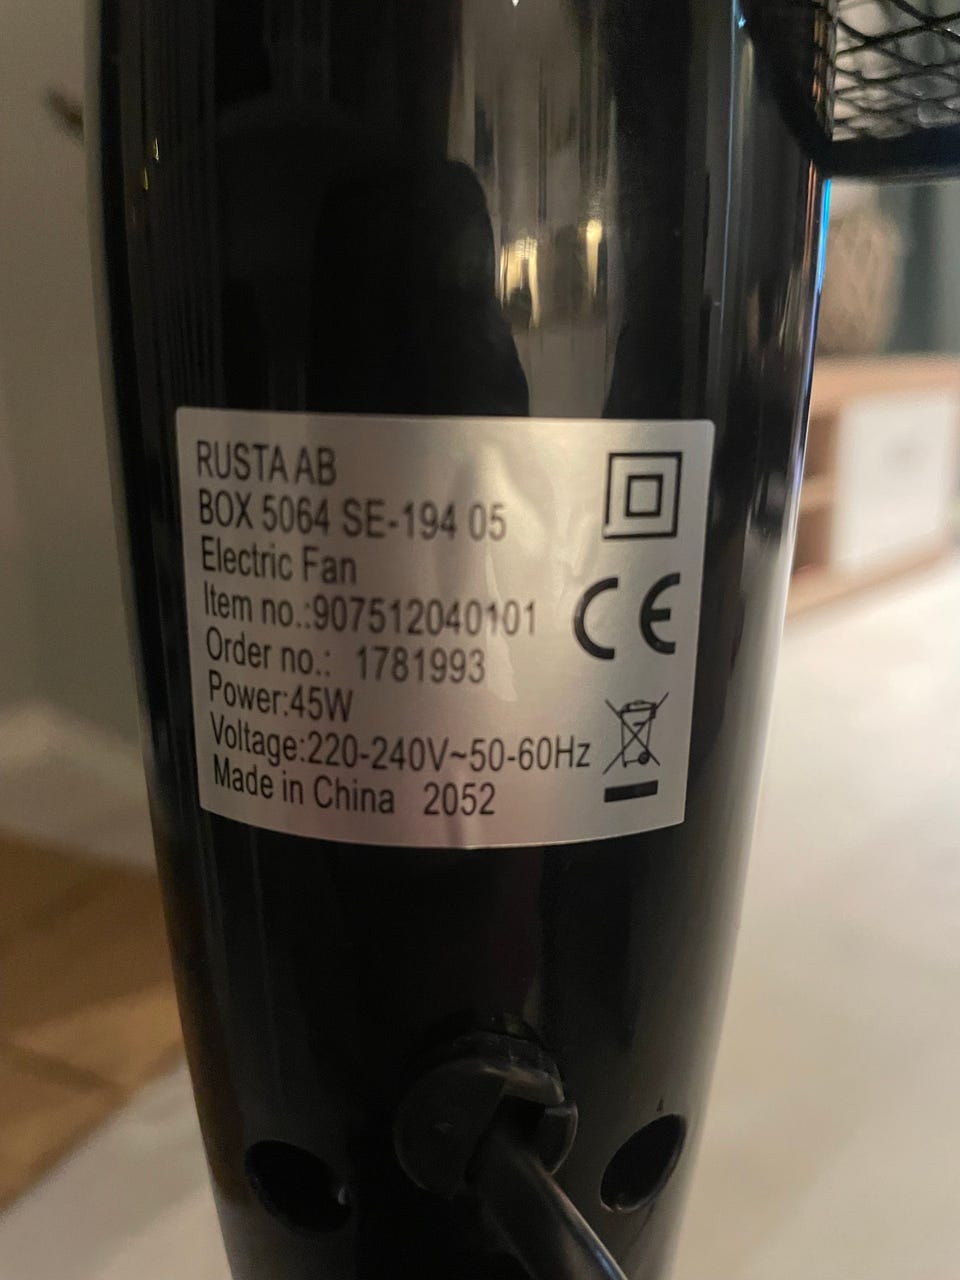 RUSTA AB
BOX 5064 SE-194 05
Electric Fan
Item no.:907512040101
Order no.: 1781993
Power:45W
Voltage:220-240V~50-60Hz
Made in China 2052
CE